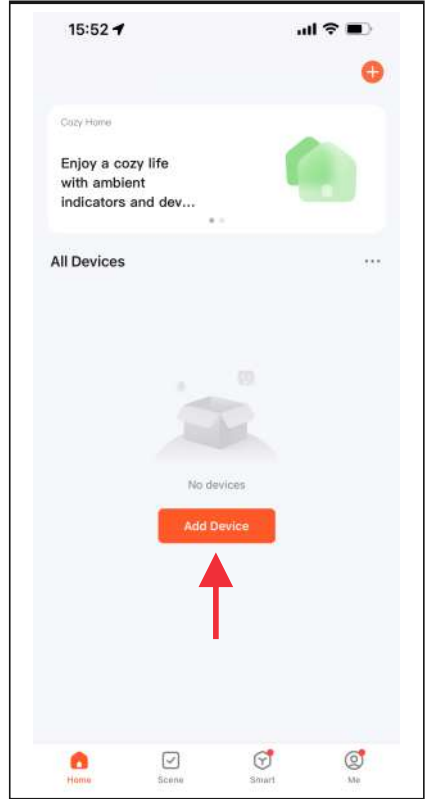 15:52
Cozy Home
Enjoy a cozy life
with ambient
indicators and dev...
All Devices
No devices
Add Device
Home Scene Smart Me